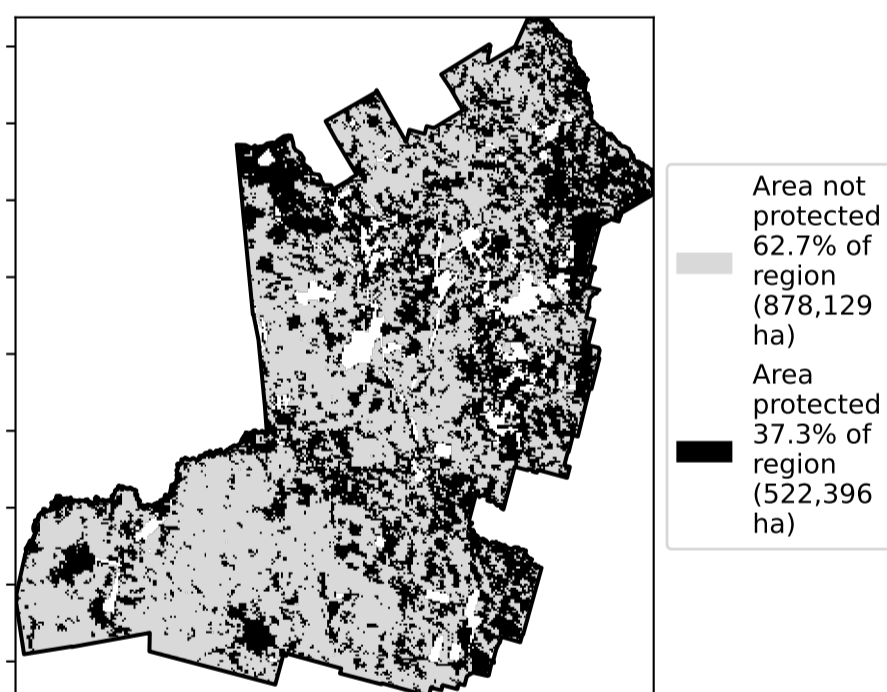 Area not
protected
62.7% of
region
(878,129
ha)
Area
protected
37.3% of
region
(522,396
ha)